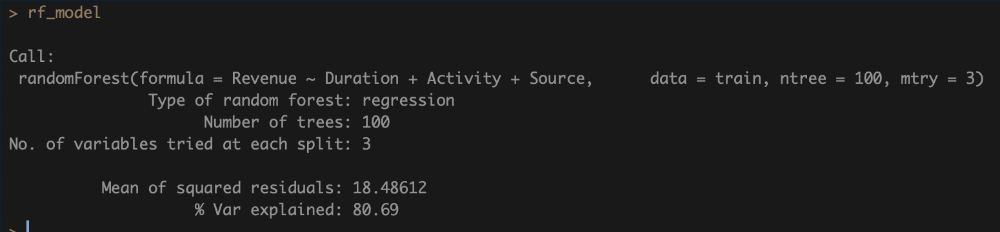 > rf_model
Call:
randomForest(formula = Revenue ~ Duration + Activity + Source,      data = train, ntree = 100, mtry = 3)
Type of random forest: regression
Number of trees: 100
No. of variables tried at each split: 3
Mean of squared residuals: 18.48612
% Var explained: 80.69
>